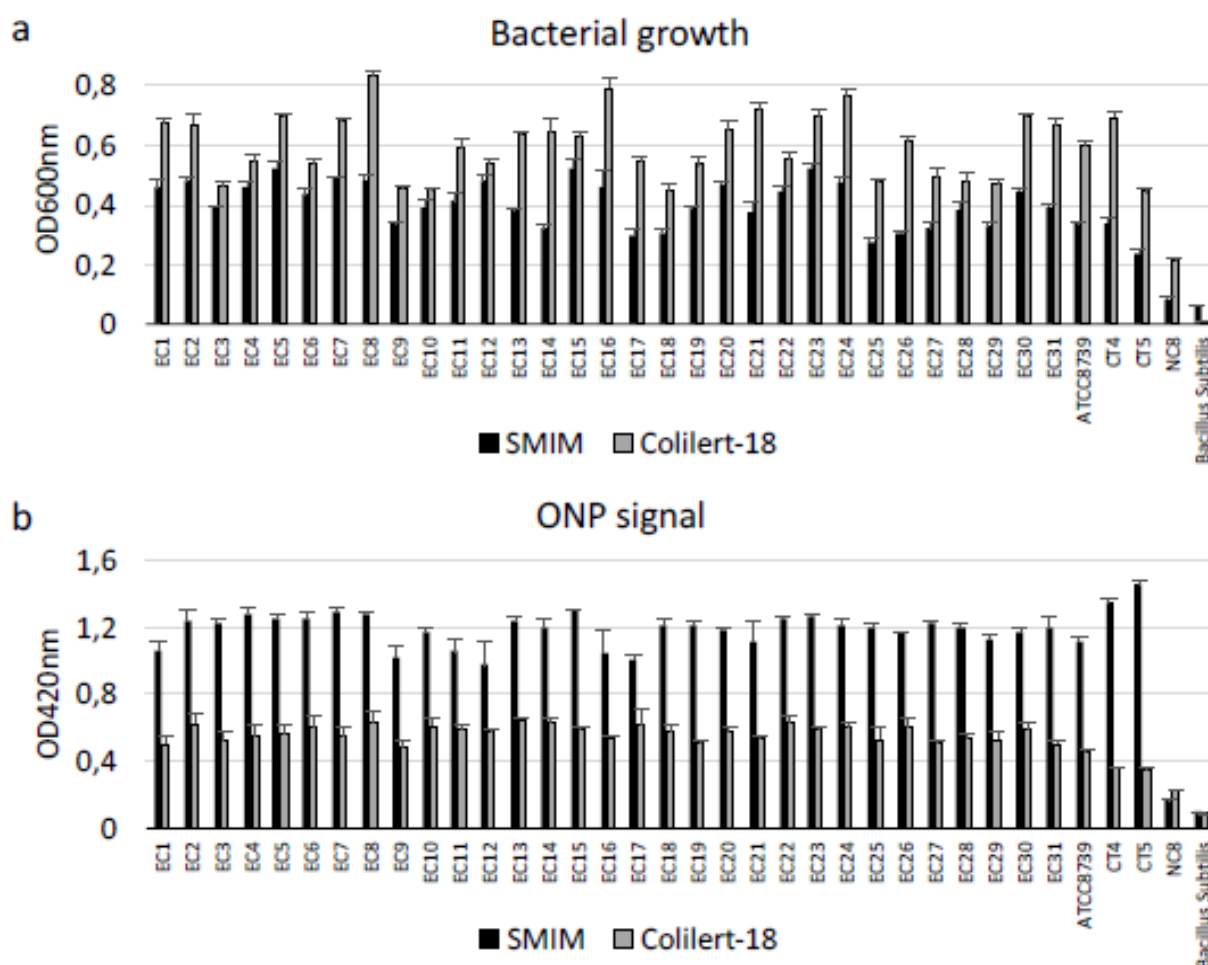 a
Bacterial growth
OD600nm
0,8
0,6
0,4
0,2
0
EC1 EC2 EC3 EC4 EC5 EC6 EC7 EC8 EC9 EC10 EC11 EC12 EC13 EC14 EC15 EC16 EC17 EC18 EC19 EC20 EC21 EC22 EC23 EC24 EC25 EC26 EC27 EC28 EC29 EC30 EC31 ATCC8739 CT4 CT5 NC8 Bacillus Subtilis
SMIM Colilert-18
b
ONP signal
OD420nm
1,6
1,2
0,8
0,4
0
EC1 EC2 EC3 EC4 EC5 EC6 EC7 EC8 EC9 EC10 EC11 EC12 EC13 EC14 EC15 EC16 EC17 EC18 EC19 EC20 EC21 EC22 EC23 EC24 EC25 EC26 EC27 EC28 EC29 EC30 EC31 ATCC8739 CT4 CT5 NC8 Bacillus Subtilis
SMIM Colilert-18